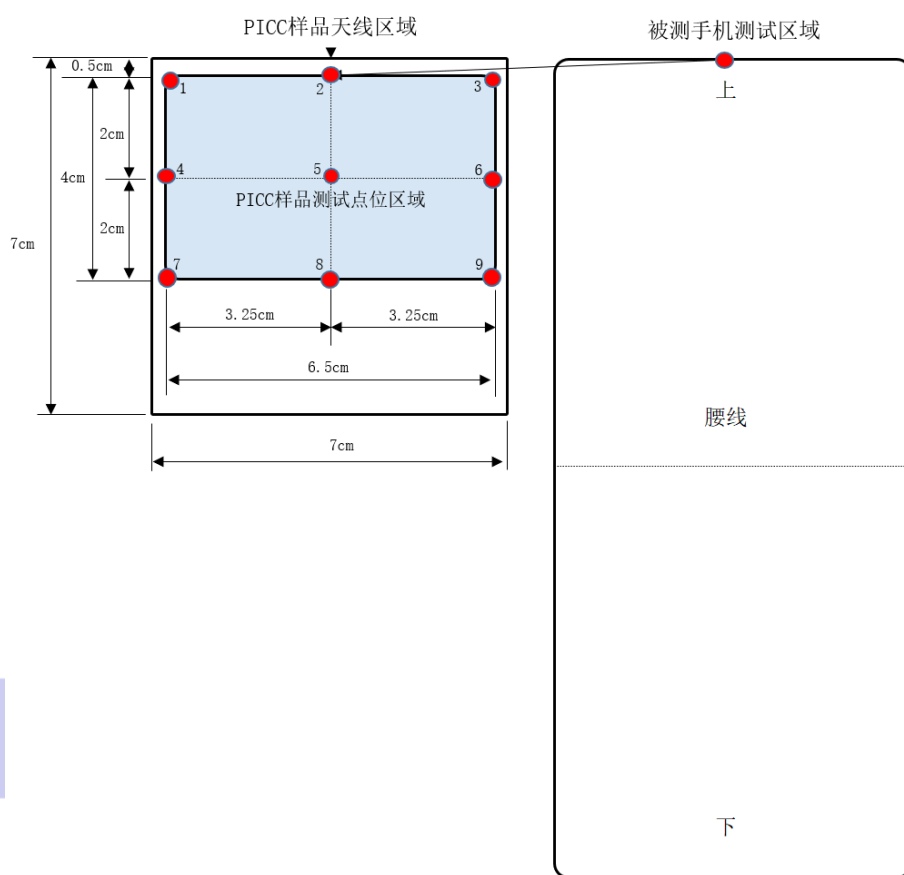 PICC样品天线区域
被测手机测试区域
0.5cm
1
2
3
上
2cm
4cm
4
5
6
PICC样品测试点位区域
2cm
7cm
7
8
9
3.25cm
3.25cm
6.5cm
腰线
7cm
下